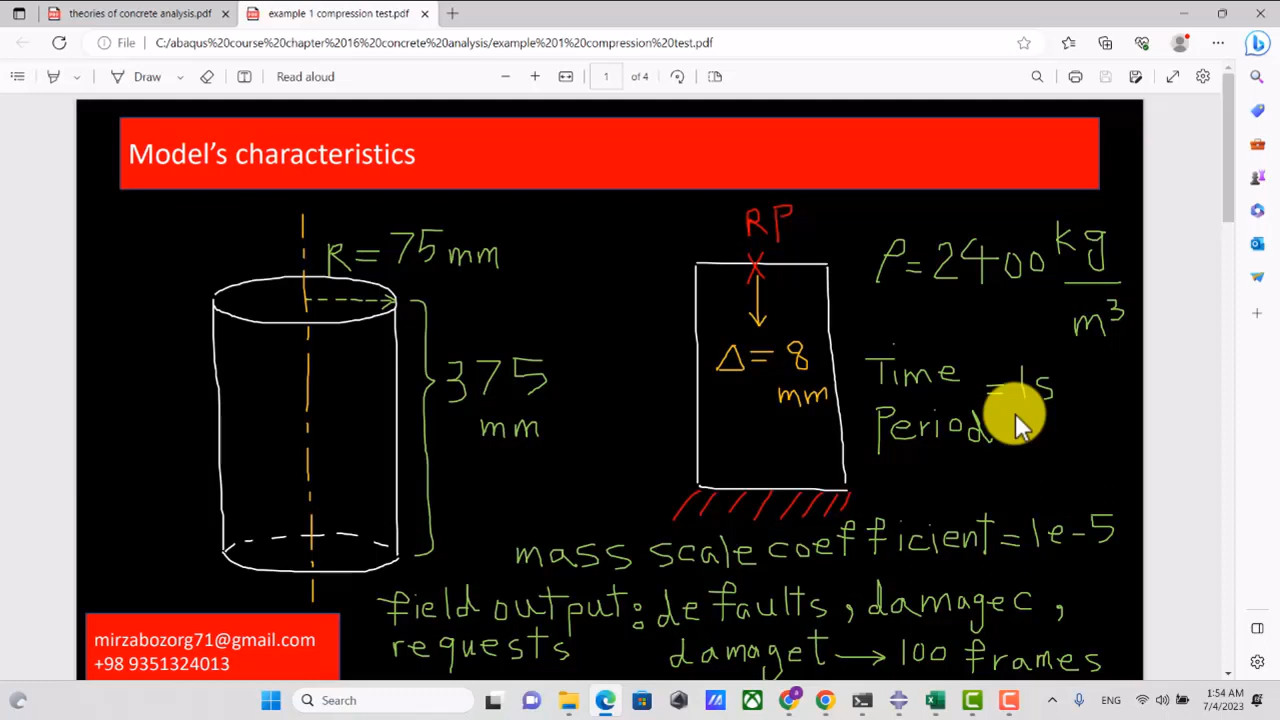 theories of concrete analysis.pdf
example 1 compression test.pdf
File
C:/abaqus%20course%20chapter%2016%20concrete%20analysis/example%201%20compression%20test.pdf
Draw
Read aloud
1
of 4
Model's characteristics
R = 75 mm
375
mm
RP
Δ = 8
mm
ρ = 2400 kg
m³
Time
Period = 1s
mass scale coefficient = 1e-5
field output: defaults, damagec,
requests damaget → 100 frames
mirzabozorg71@gmail.com
+98 9351324013
Search
ENG
1:54 AM
7/4/2023